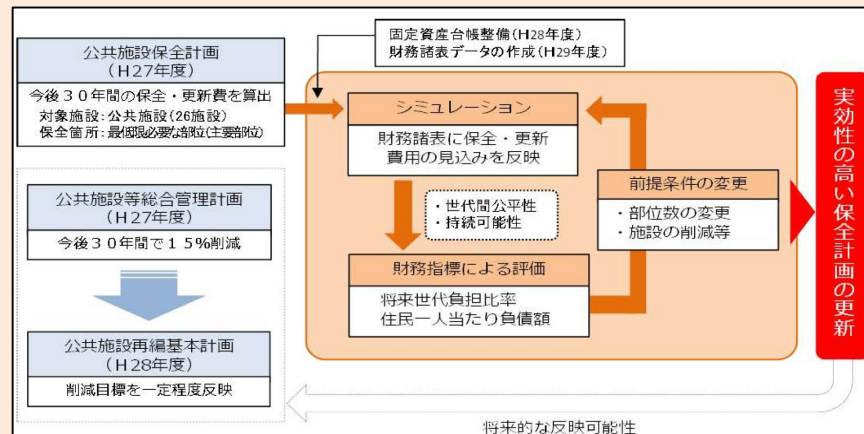 固定資産台帳整備(H28年度)
財務諸表データの作成(H29年度)
公共施設保全計画
(H27年度)
今後30年間の保全・更新費を算出
対象施設:公共施設(26施設)
保全箇所:最低限必要な部位(主要部位)
シミュレーション
財務諸表に保全・更新
費用の見込みを反映
・世代間公平性
・持続可能性
財務指標による評価
将来世代負担比率
住民一人当たり負債額
前提条件の変更
・部位数の変更
・施設の削減等
実効性の高い保全計画の更新
公共施設等総合管理計画
(H27年度)
今後30年間で15%削減
公共施設再編基本計画
(H28年度)
削減目標を一定程度反映
将来的な反映可能性